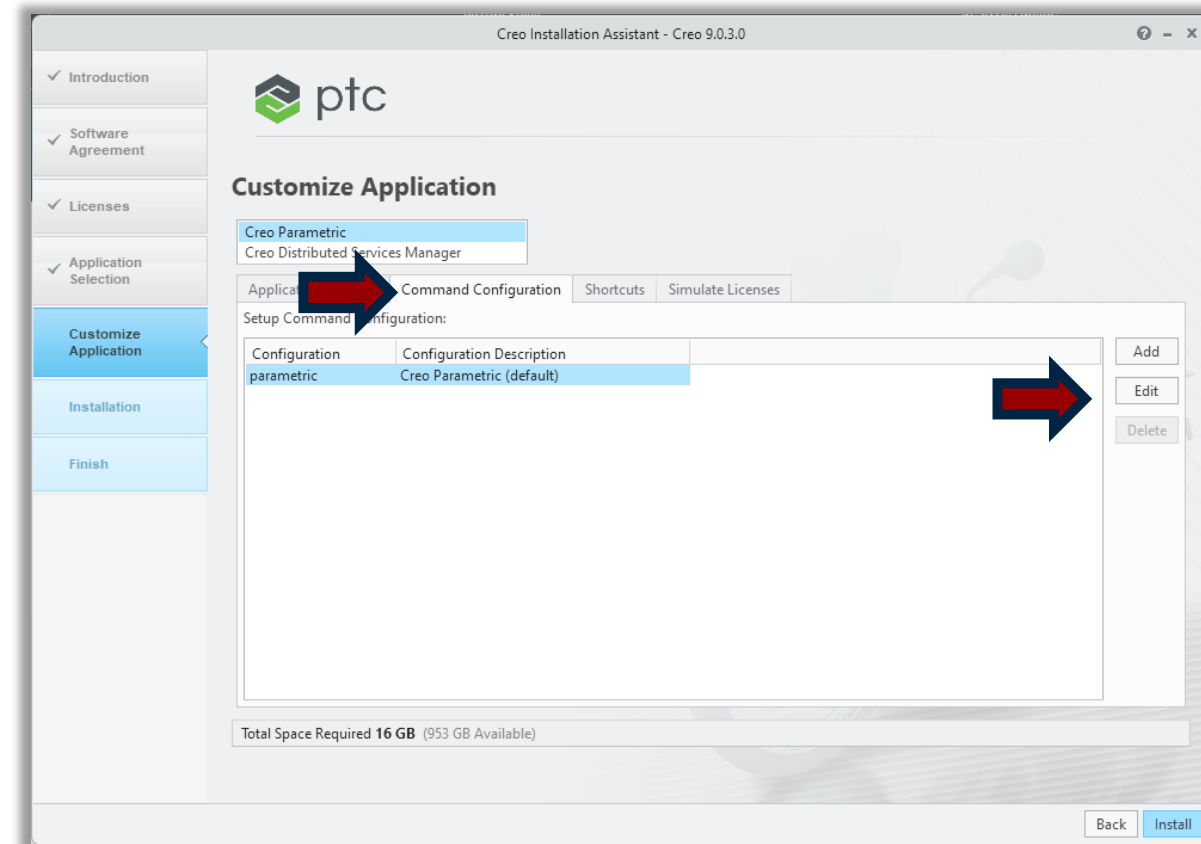 Creo Installation Assistant - Creo 9.0.3.0
Introduction
Software
Agreement
Licenses
Application
Selection
Customize
Application
Installation
Finish
ptc
Customize Application
Creo Parametric
Creo Distributed Services Manager
Command Configuration Shortcuts Simulate Licenses
Setup Command
Configuration Configuration Description
parametric Creo Parametric (default)
Add
Edit
Delete
Total Space Required 16 GB (953 GB Available)
Back Install